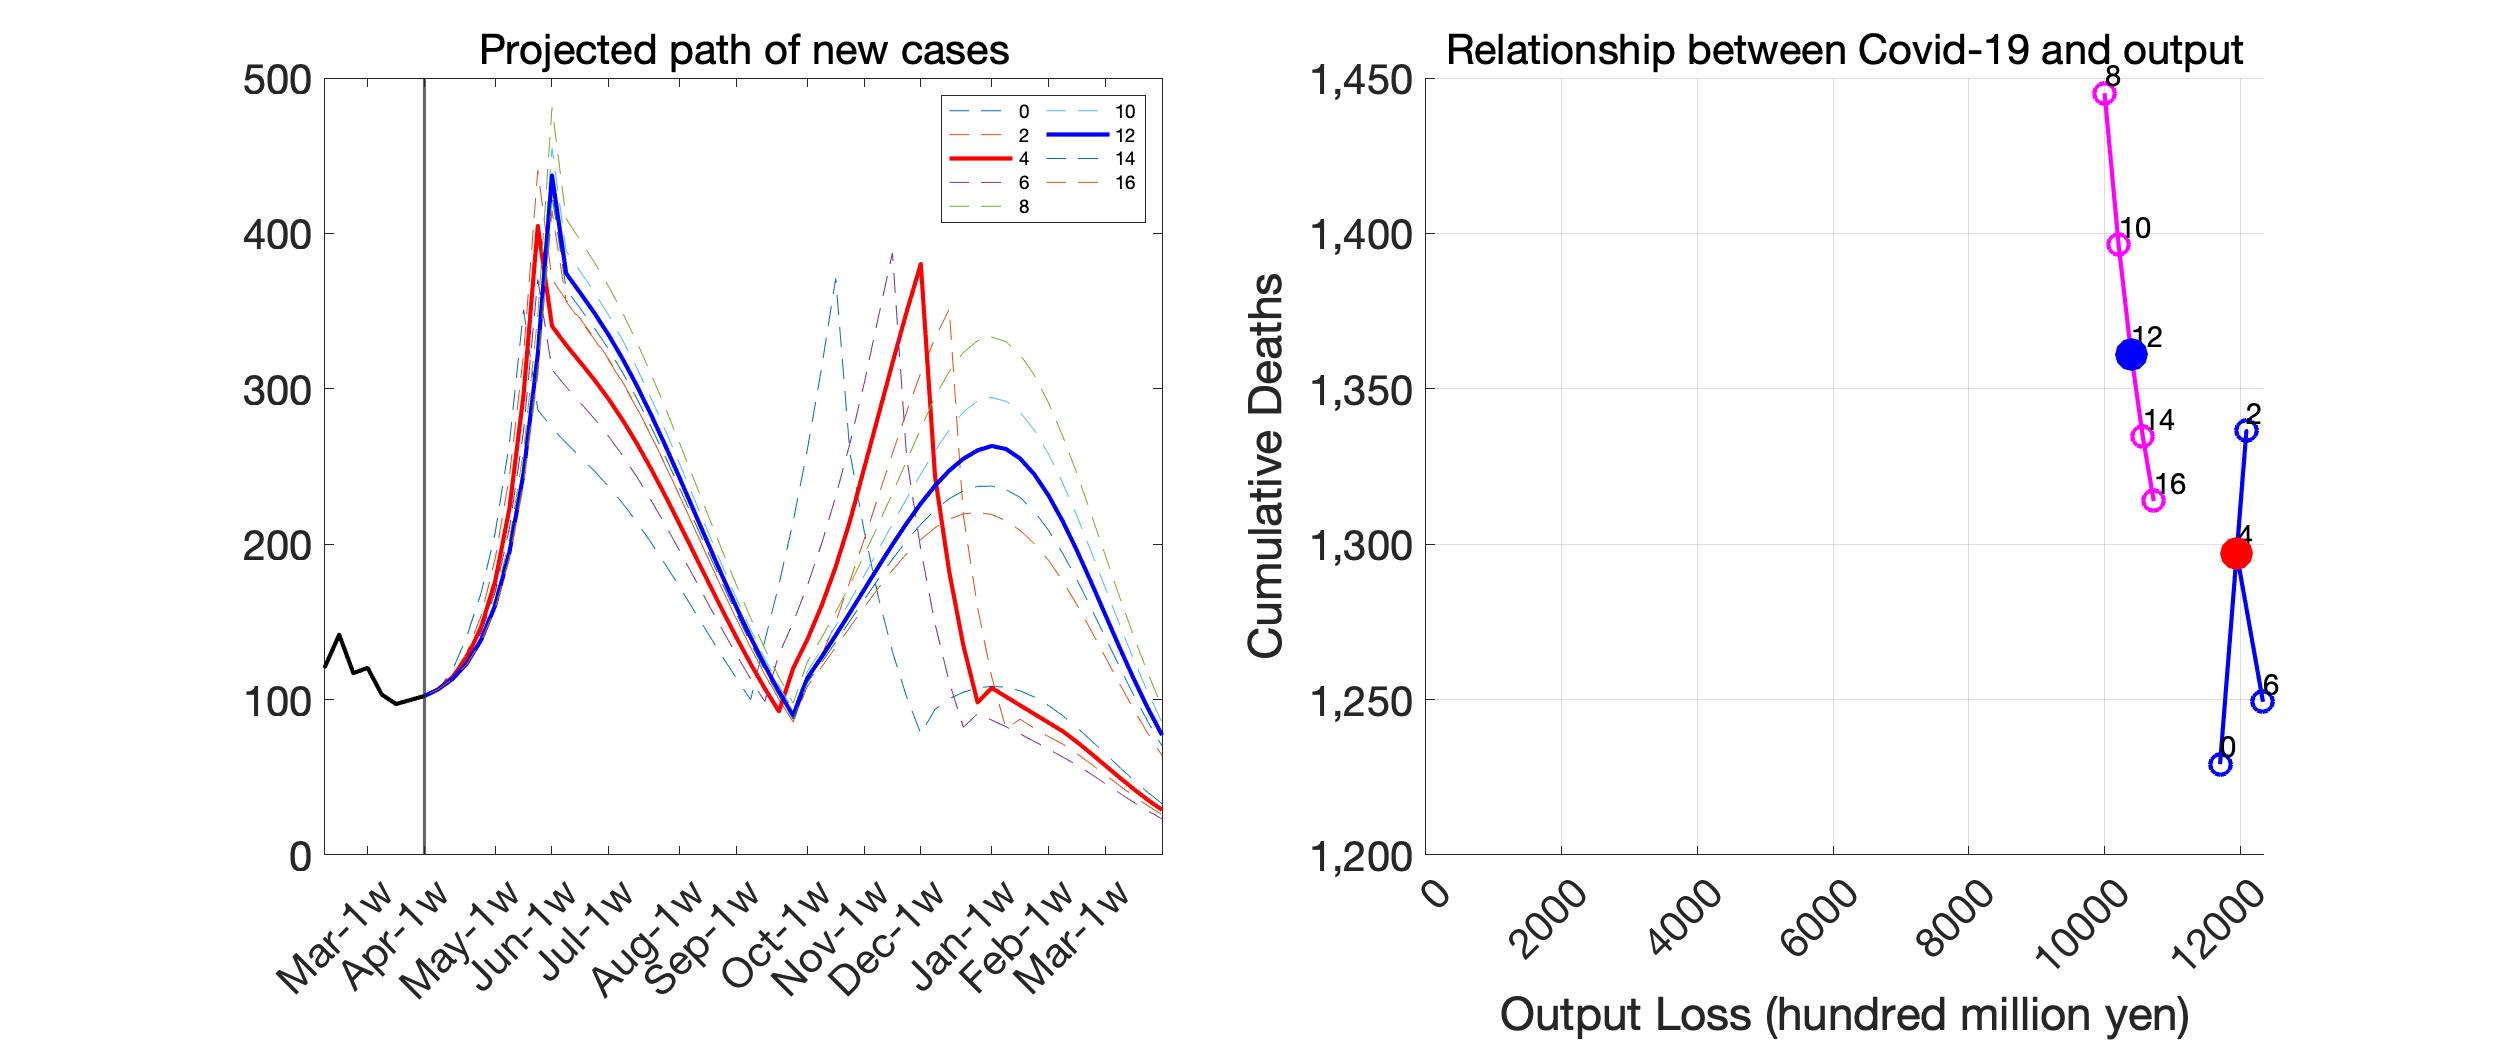 Projected path of new cases
500
400
300
200
100
0
0
2
4
6
8
10
12
14
16
Mar-1w
Apr-1w
May-1w
Jun-1w
Jul-1w
Aug-1w
Sep-1w
Oct-1w
Nov-1w
Dec-1w
Jan-1w
Feb-1w
Mar-1w
Relationship between Covid-19 and output
Cumulative Deaths
1,450
1,400
1,350
1,300
1,250
1,200
8
10
12
14
16
2
4
6
0
0
2000
4000
6000
8000
10000
12000
Output Loss (hundred million yen)